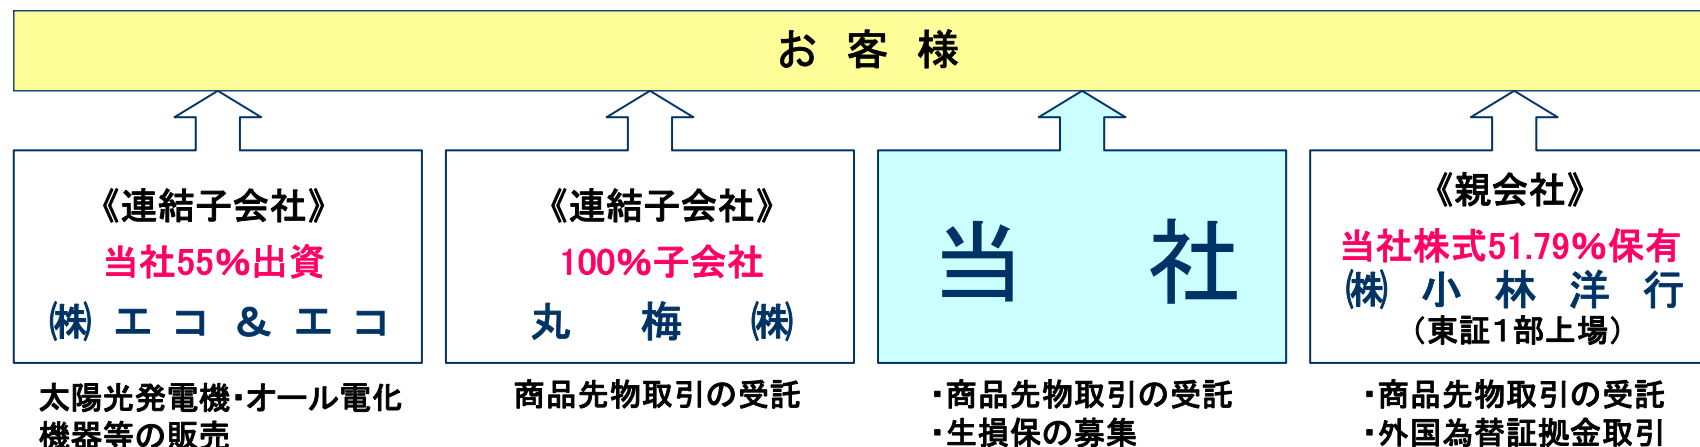 お 客 様
《連結子会社》
当社55%出資
㈱ エ コ & エ コ
太陽光発電機・オール電化
機器等の販売
《連結子会社》
100%子会社
丸 梅 ㈱
商品先物取引の受託
当 社
・商品先物取引の受託
・生損保の募集
《親会社》
当社株式51.79%保有
㈱ 小 林 洋 行
（東証１部上場）
・商品先物取引の受託
・外国為替証拠金取引